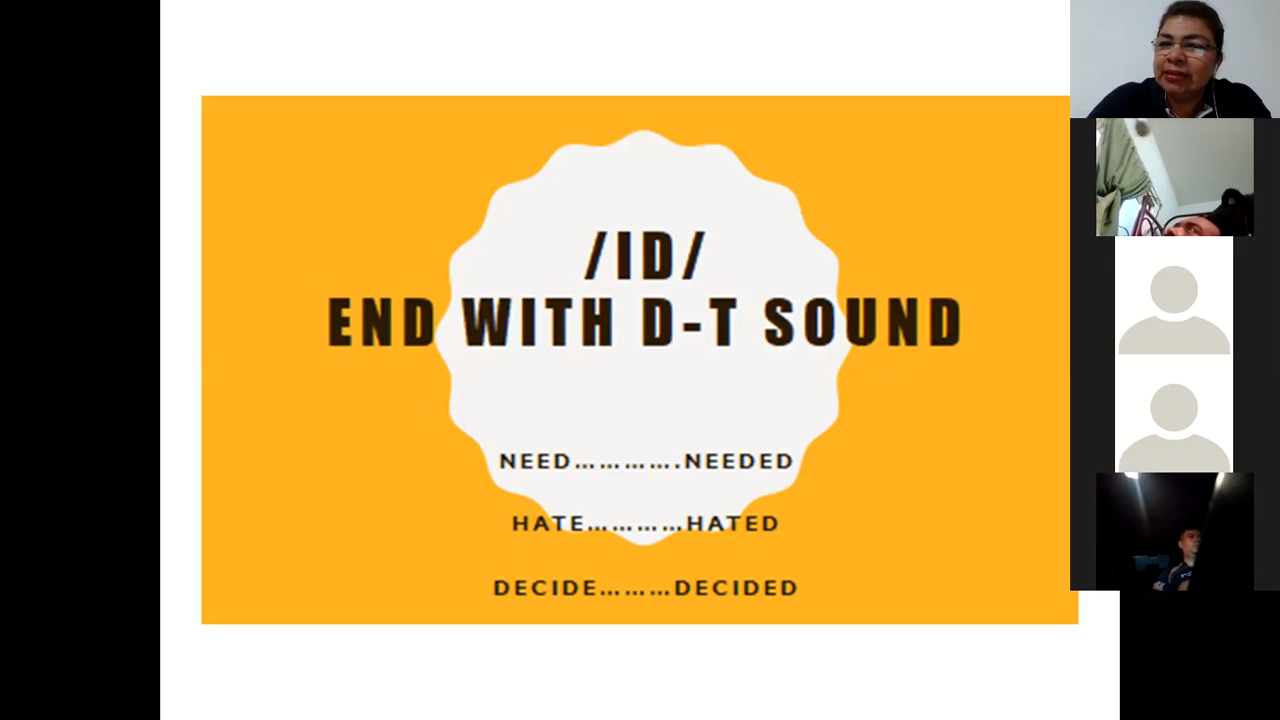 /ID/
END WITH D-T SOUND
NEED………….NEEDED
HATE…………HATED
DECIDE………DECIDED